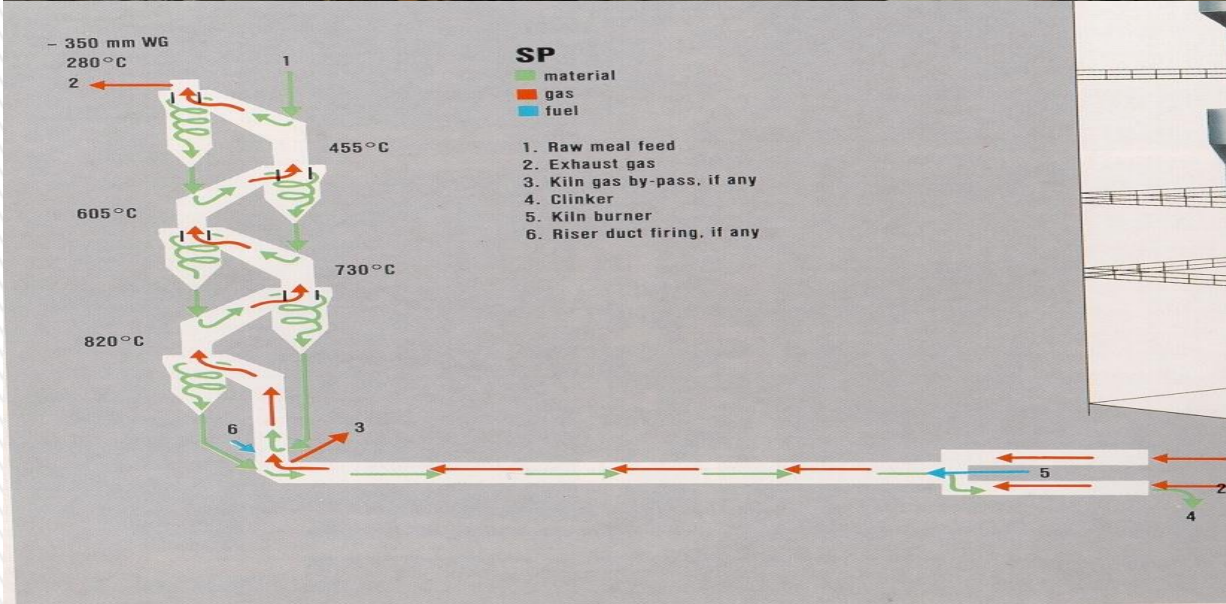 – 350 mm WG
280°C
2
1
SP
material
gas
fuel
455°C
1. Raw meal feed
2. Exhaust gas
3. Kiln gas by-pass, if any
4. Clinker
5. Kiln burner
6. Riser duct firing, if any
605°C
730°C
820°C
6
3
5
2
4